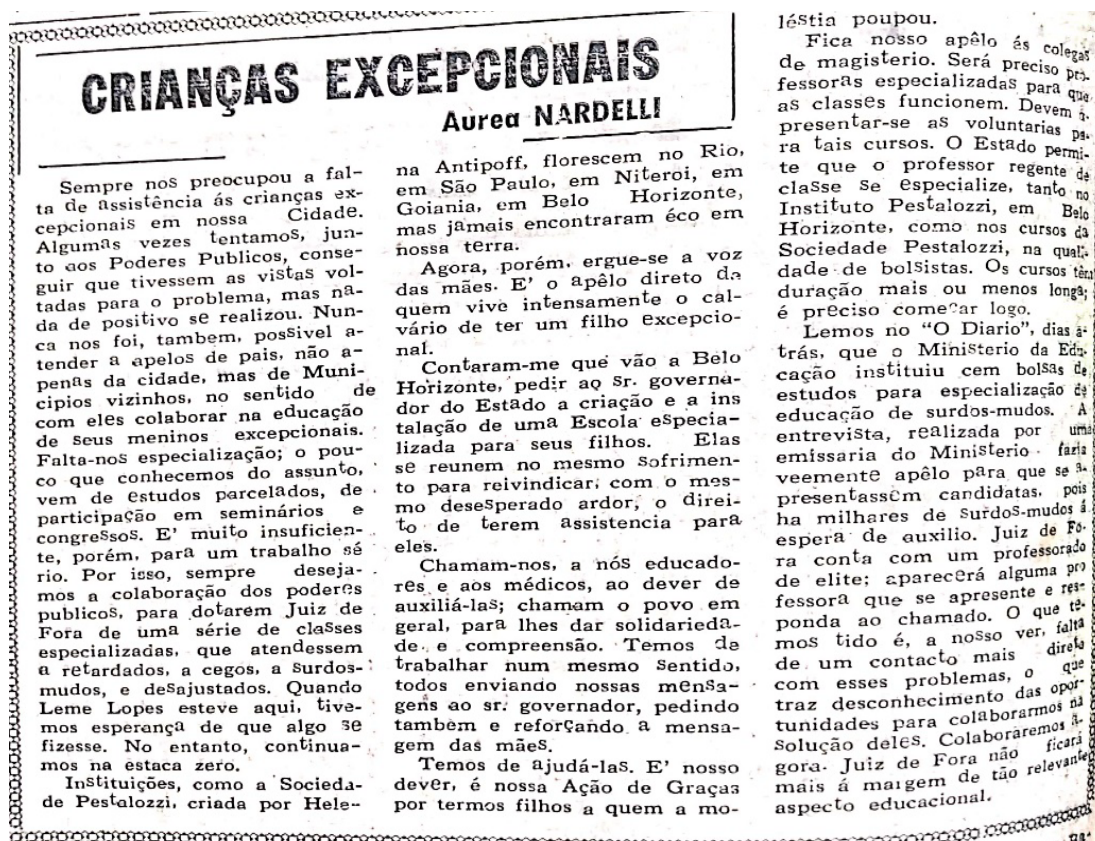 CRIANÇAS EXCEPCIONAIS
Aurea NARDELLI
Sempre nos preocupou a fal-
ta de assistência ás crianças ex-
cepcionais em nossa Cidade.
Algumas vezes tentamos, jun-
to aos Poderes Publicos, conse-
guir que tivessem as vistas vol-
tadas para o problema, mas na-
da de positivo se realizou. Nun-
ca nos foi, tambem, possivel a-
tender a apelos de pais, não a-
penas da cidade, mas de Muni-
cipios vizinhos, no sentido de
com eles colaborar na educação
de seus meninos excepcionais.
Falta-nos especialização; o pou-
co que conhecemos do assunto,
vem de estudos parcelados, de
participação em seminários e
congressos. E' muito insuficien-
te, porém, para um trabalho sé
rio. Por isso, sempre deseja-
mos a colaboração dos poderes
publicos, para dotarem Juiz de
Fora de uma série de classes
especializadas, que atendessem
a retardados, a cegos, a surdos-
mudos, e desajustados. Quando
Leme Lopes esteve aqui, tive-
mos esperança de que algo se
fizesse. No entanto, continua-
mos na estaca zero.
Instituições, como a Socieda-
de Pestalozzi, criada por Hele-
na Antipoff, florescem no Rio,
em São Paulo, em Niteroi, em
Goiania, em Belo Horizonte,
mas jamais encontraram éco em
nossa terra.
Agora, porém, ergue-se a voz
das mães. E' o apêlo direto de
quem vive intensamente o cal-
vário de ter um filho excepcio-
nal.
Contaram-me que vão a Belo
Horizonte, pedir ao sr. governa-
dor do Estado a criação e a ins
talação de uma Escola especia-
lizada para seus filhos. Elas
se reunem no mesmo sofrimen-
to para reivindicar, com o mes-
mo desesperado ardor, o direi-
to de terem assistencia para
eles.
Chamam-nos, a nós educado-
res e aos médicos, ao dever de
auxiliá-las; chamam o povo em
geral, para lhes dar solidarieda-
de e compreensão. Temos de
trabalhar num mesmo sentido,
todos enviando nossas mensa-
gens ao sr. governador, pedindo
também e reforçando a mensa-
gem das mães.
Temos de ajudá-las. E' nosso
dever, é nossa Ação de Graças
por termos filhos a quem a mo-
léstia poupou.
Fica nosso apêlo ás colegas
de magisterio. Será preciso pro-
fessoras especializadas para que
as classes funcionem. Devem a-
presentar-se as voluntarias pa-
ra tais cursos. O Estado permi-
te que o professor regente de
classe se especialize, tanto no
Instituto Pestalozzi, em Belo
Horizonte, como nos cursos da
Sociedade Pestalozzi, na quali-
dade de bolsistas. Os cursos têm
duração mais ou menos longa;
é preciso começar logo.
Lemos no "O Diario", dias a-
trás, que o Ministerio da Edu-
cação instituiu cem bolsas de
estudos para especialização de
educação de surdos-mudos. A
entrevista, realizada por uma
emissaria do Ministerio fazia
veemente apêlo para que se a-
presentassem candidatas, pois
ha milhares de surdos-mudos á
espera de auxilio. Juiz de Fo-
ra conta com um professorado
de elite; aparecerá alguma pro
fessora que se apresente e res-
ponda ao chamado. O que te-
mos tido é, a nosso ver, falta
de um contacto mais direto
com esses problemas, o que
traz desconhecimento das opor-
tunidades para colaborarmos na
solução deles. Colaboraremos a-
gora. Juiz de Fora não ficará
mais á margem de tão relevante
aspecto educacional.